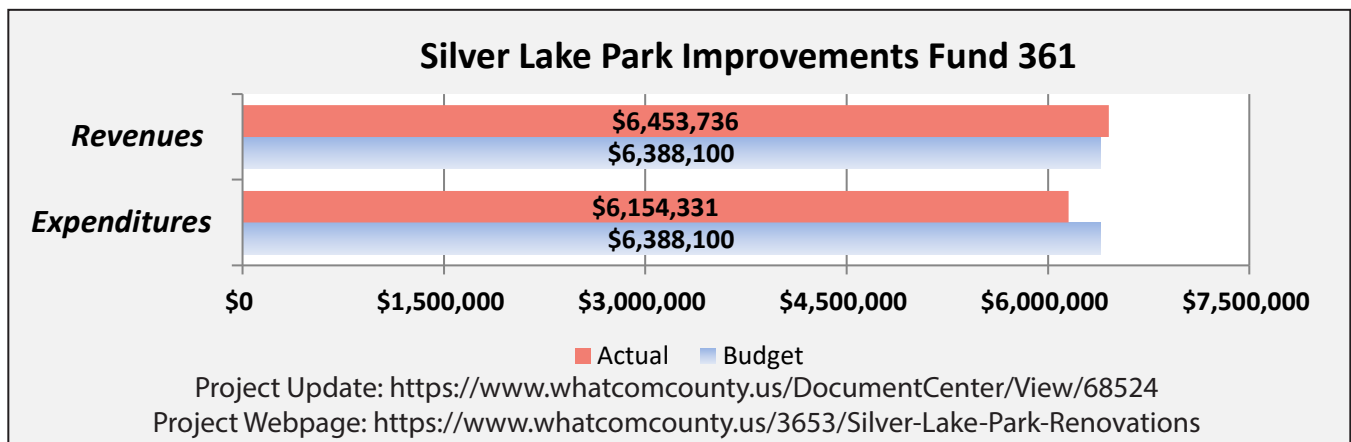 Silver Lake Park Improvements Fund 361
Revenues
$6,453,736
$6,388,100
Expenditures
$6,154,331
$6,388,100
$0 $1,500,000 $3,000,000 $4,500,000 $6,000,000 $7,500,000
Actual Budget
Project Update: https://www.whatcomcounty.us/DocumentCenter/View/68524
Project Webpage: https://www.whatcomcounty.us/3653/Silver-Lake-Park-Renovations